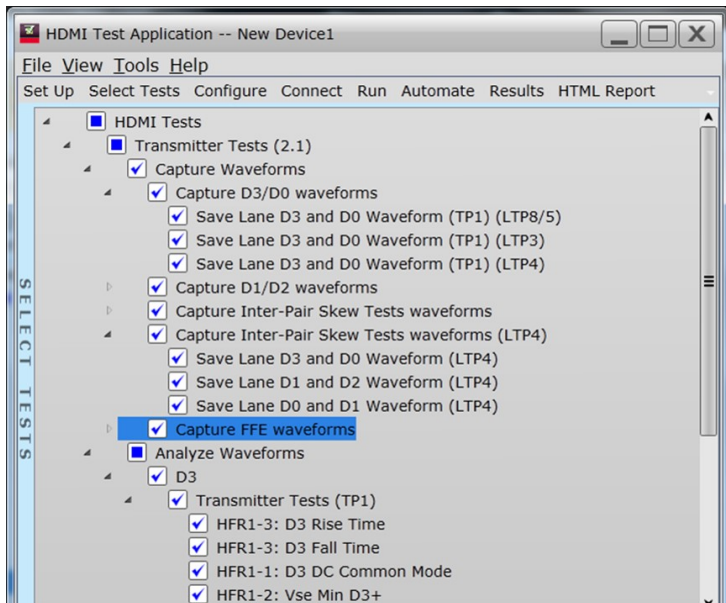 HDMI Test Application -- New Device1
File View Tools Help
Set Up Select Tests Configure Connect Run Automate Results HTML Report
SELECT TESTS
HDMI Tests
Transmitter Tests (2.1)
Capture Waveforms
Capture D3/D0 waveforms
Save Lane D3 and D0 Waveform (TP1) (LTP8/5)
Save Lane D3 and D0 Waveform (TP1) (LTP3)
Save Lane D3 and D0 Waveform (TP1) (LTP4)
Capture D1/D2 waveforms
Capture Inter-Pair Skew Tests waveforms
Capture Inter-Pair Skew Tests waveforms (LTP4)
Save Lane D3 and D0 Waveform (LTP4)
Save Lane D1 and D2 Waveform (LTP4)
Save Lane D0 and D1 Waveform (LTP4)
Capture FFE waveforms
Analyze Waveforms
D3
Transmitter Tests (TP1)
HFR1-3: D3 Rise Time
HFR1-3: D3 Fall Time
HFR1-1: D3 DC Common Mode
HFR1-2: Vse Min D3+